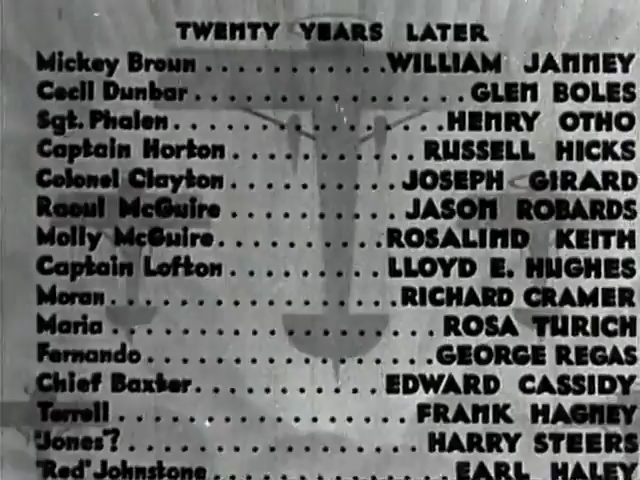 TWENTY YEARS LATER
Mickey Broun...........WILLIAM JANNEY
Cecil Dunbar.................GLEN BOLES
Sgt. Phalen.................HENRY OTHO
Captain Horton...........RUSSELL HICKS
Colonel Clayton..........JOSEPH GIRARD
Raoul McGuire...........JASON ROBARDS
Molly McGuire..........ROSALIND KEITH
Captain Lofton..........LLOYD E. HUGHES
Moran..................RICHARD CRAMER
Maria....................ROSA TURICH
Fernando.................GEORGE REGAS
Chief Baxter............EDWARD CASSIDY
Terrell..................FRANK HAGNEY
'Jones'?..................HARRY STEERS
'Red' Johnstone..............EARL HALEY